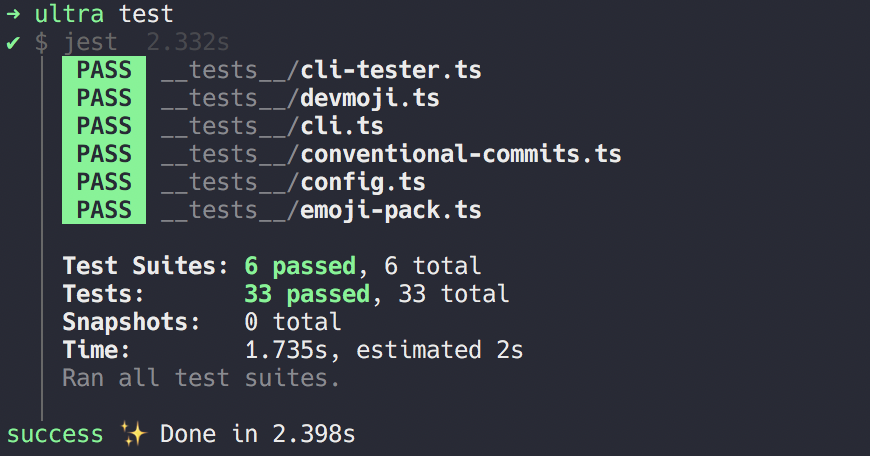 → ultra test
✔ $ jest 2.332s
PASS __tests__/cli-tester.ts
PASS __tests__/devmoji.ts
PASS __tests__/cli.ts
PASS __tests__/conventional-commits.ts
PASS __tests__/config.ts
PASS __tests__/emoji-pack.ts
Test Suites: 6 passed, 6 total
Tests: 33 passed, 33 total
Snapshots: 0 total
Time: 1.735s, estimated 2s
Ran all test suites.
success ✨ Done in 2.398s